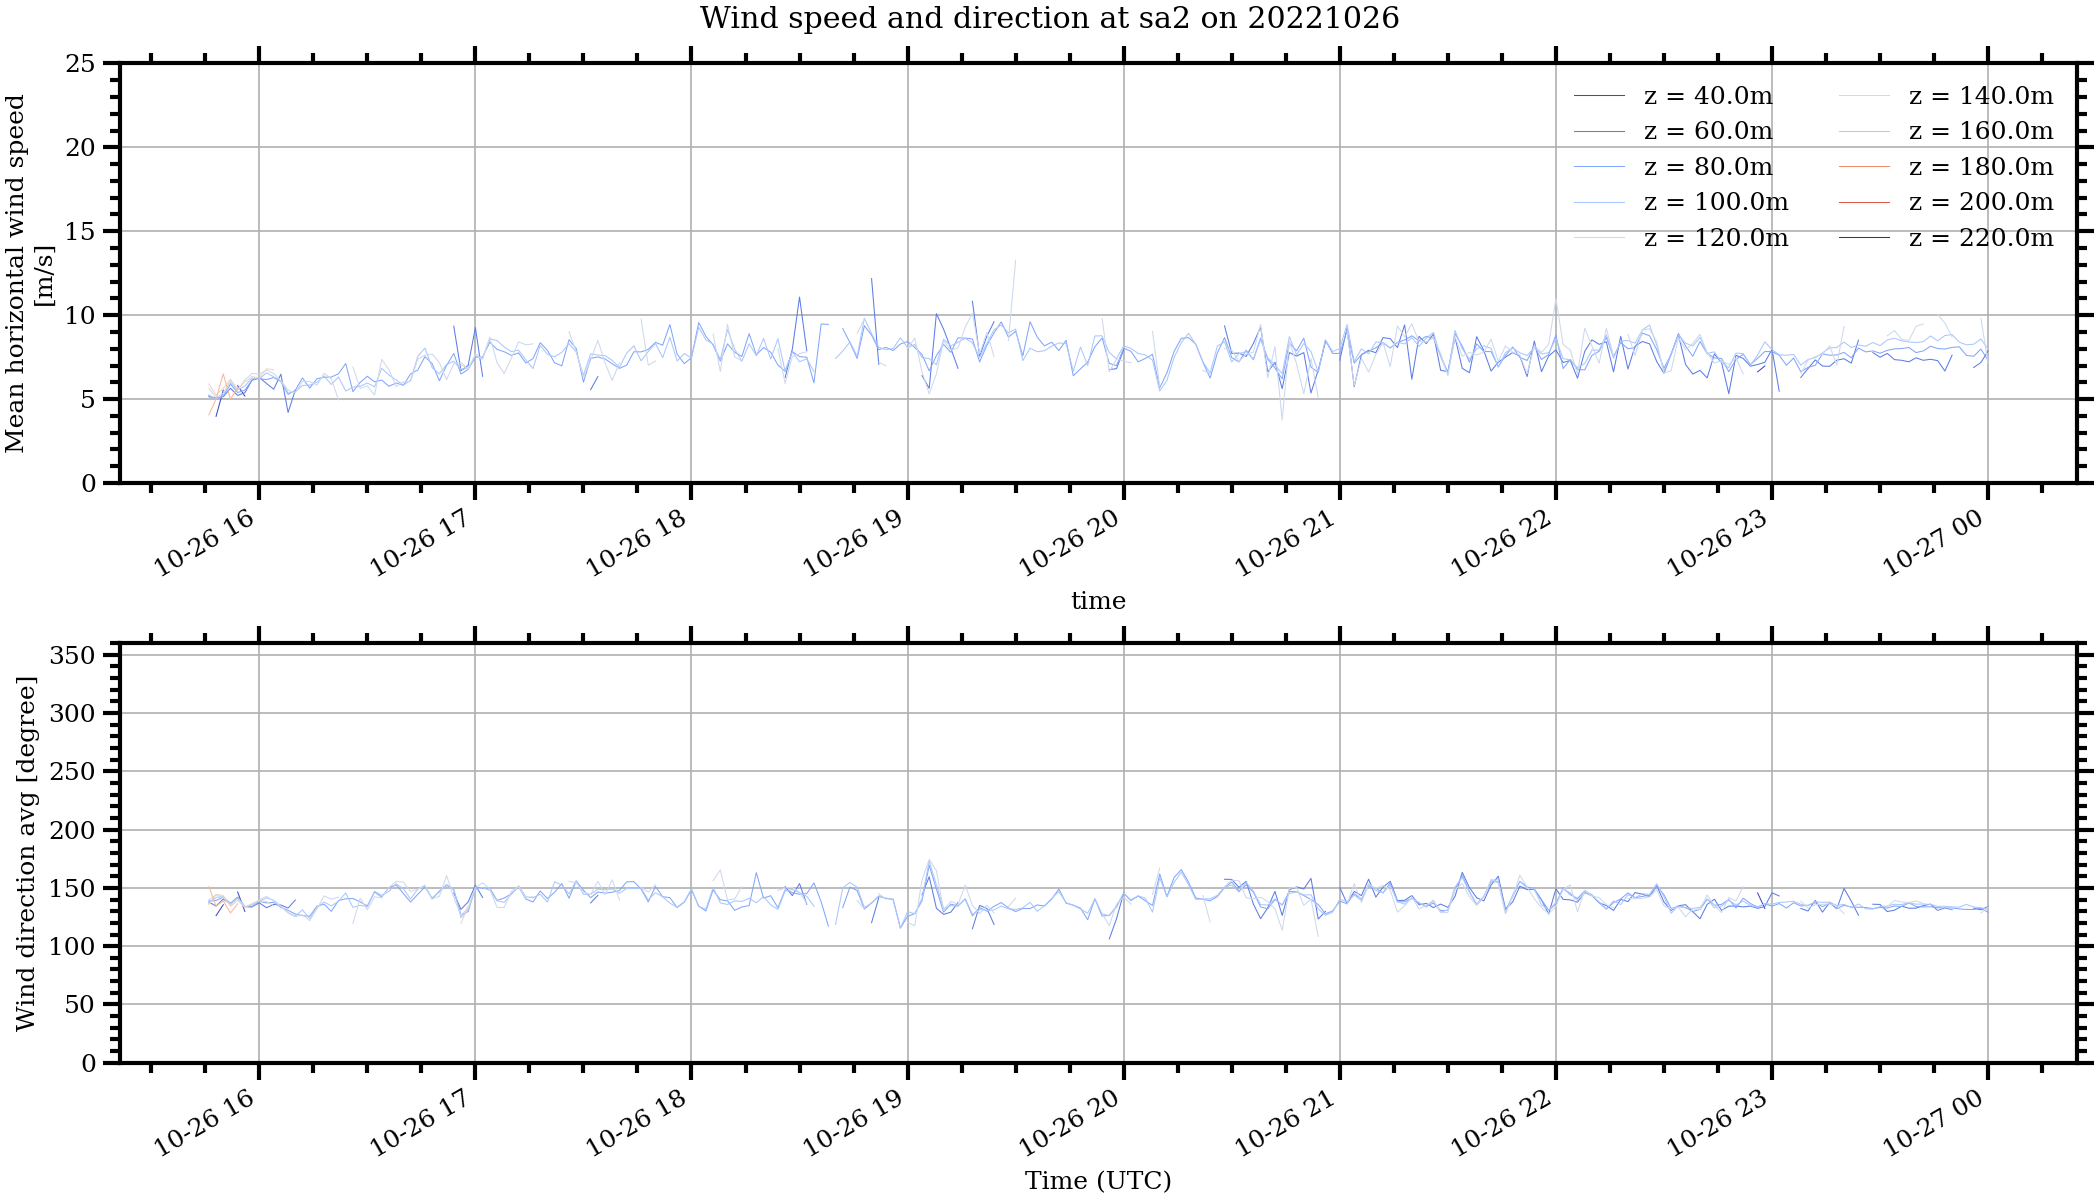 Wind speed and direction at sa2 on 20221026
Mean horizontal wind speed
[m/s]
25
20
15
10
5
0
z = 40.0m
z = 60.0m
z = 80.0m
z = 100.0m
z = 120.0m
z = 140.0m
z = 160.0m
z = 180.0m
z = 200.0m
z = 220.0m
10-26 16
10-26 17
10-26 18
10-26 19
10-26 20
10-26 21
10-26 22
10-26 23
10-27 00
time
Wind direction avg [degree]
350
300
250
200
150
100
50
0
10-26 16
10-26 17
10-26 18
10-26 19
10-26 20
10-26 21
10-26 22
10-26 23
10-27 00
Time (UTC)